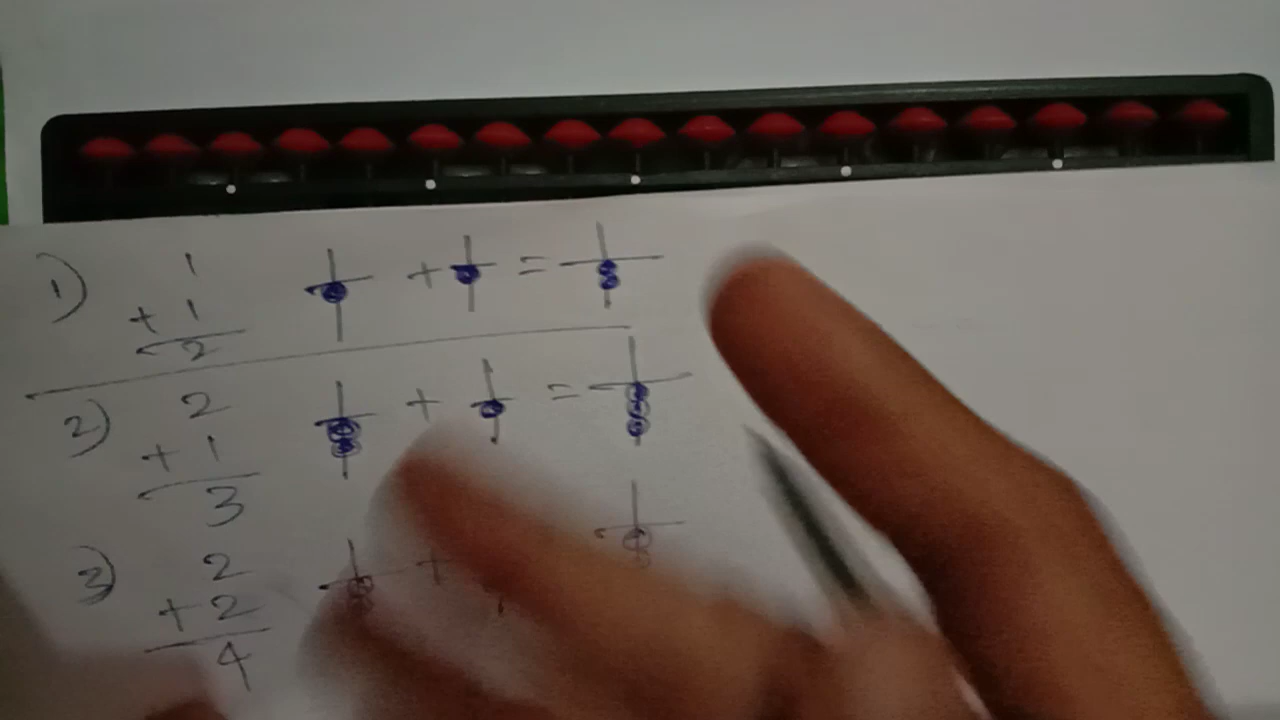 1) 1
+ 1 + =
2
2) 2
+ 1 + =
3
3) 2
+ 2 +
4